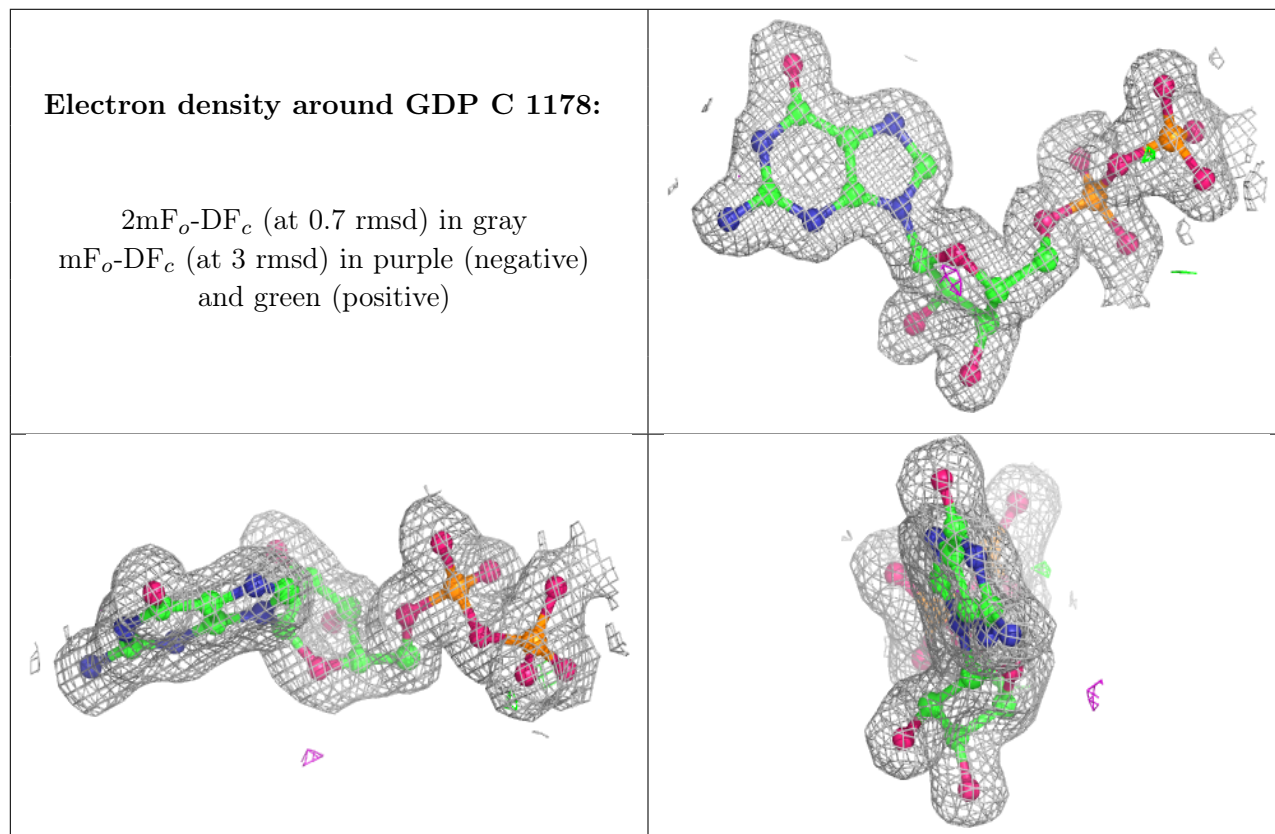 Electron density around GDP C 1178:
2mFo-DFc (at 0.7 rmsd) in gray
mFo-DFc (at 3 rmsd) in purple (negative)
and green (positive)